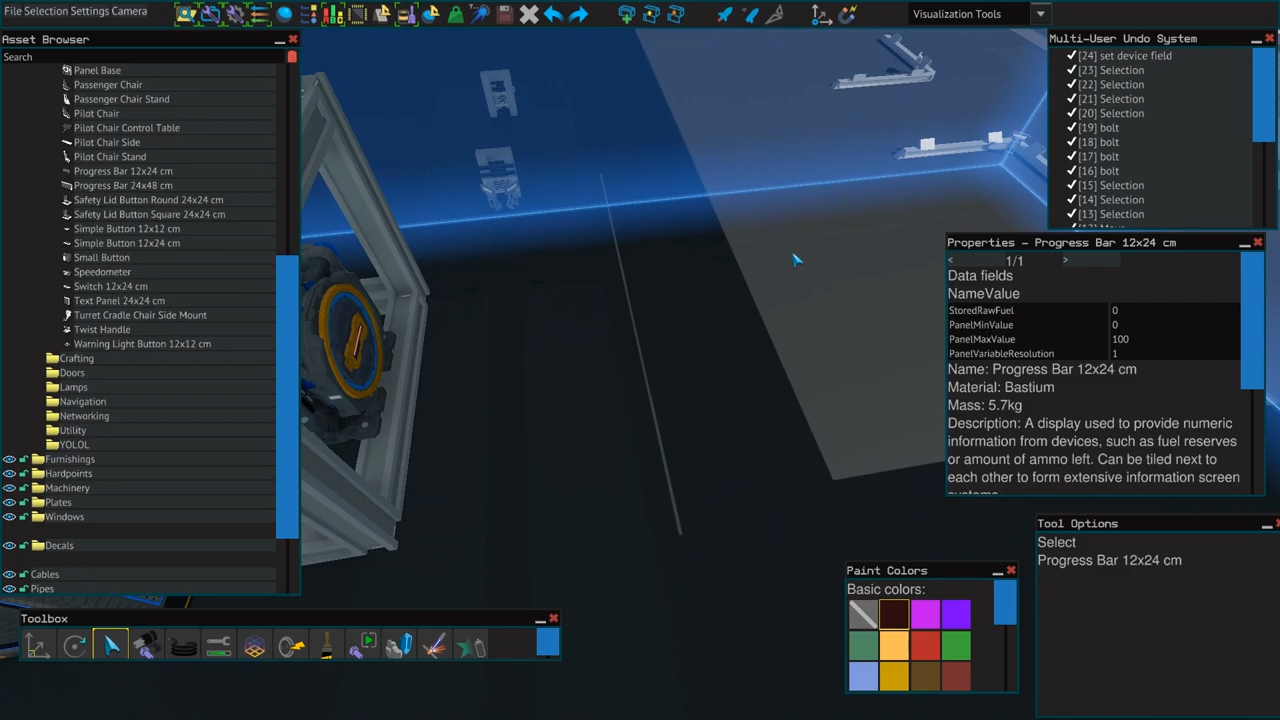 File Selection Settings Camera
Visualization Tools
Asset Browser
Search
Panel Base
Passenger Chair
Passenger Chair Stand
Pilot Chair
Pilot Chair Control Table
Pilot Chair Side
Pilot Chair Stand
Progress Bar 12x24 cm
Progress Bar 24x48 cm
Safety Lid Button Round 24x24 cm
Safety Lid Button Square 24x24 cm
Simple Button 12x12 cm
Simple Button 12x24 cm
Small Button
Speedometer
Switch 12x24 cm
Text Panel 24x24 cm
Turret Cradle Chair Side Mount
Twist Handle
Warning Light Button 12x12 cm
Crafting
Doors
Lamps
Navigation
Networking
Utility
YOLOL
Furnishings
Hardpoints
Machinery
Plates
Windows
Decals
Cables
Pipes
Toolbox
Multi-User Undo System
[24] set device field
[23] Selection
[22] Selection
[21] Selection
[20] Selection
[19] bolt
[18] bolt
[17] bolt
[16] bolt
[15] Selection
[14] Selection
[13] Selection
[12] Move
Properties - Progress Bar 12x24 cm
< 1/1 >
Data fields
NameValue
StoredRawFuel 0
PanelMinValue 0
PanelMaxValue 100
PanelVariableResolution 1
Name: Progress Bar 12x24 cm
Material: Bastium
Mass: 5.7kg
Description: A display used to provide numeric
information from devices, such as fuel reserves
or amount of ammo left. Can be tiled next to
each other to form extensive information screen
systems
Tool Options
Select
Progress Bar 12x24 cm
Paint Colors
Basic colors: